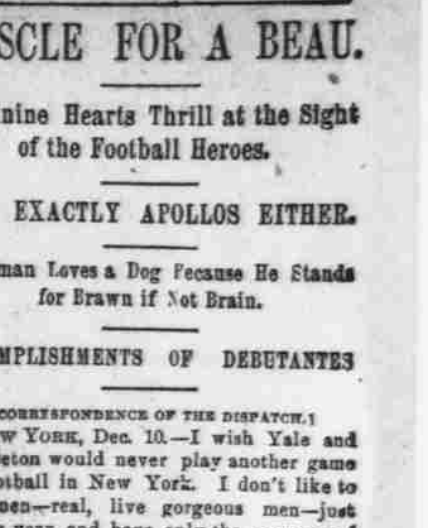 SCLE FOR A BEAU.
nine Hearts Thrill at the Sight
of the Football Heroes.
EXACTLY APOLLOS EITHER.
man Loves a Dog Pecause He Stands
for Brawn if Not Brain.
MPLISHMENTS OF DEBUTANTES
CORRESPONDENCE OF THE DISPATCH.]
W YORK, Dec. 10.—I wish Yale and
eton would never play another game
otball in New York. I don't like to
men—real, live gorgeous men—just